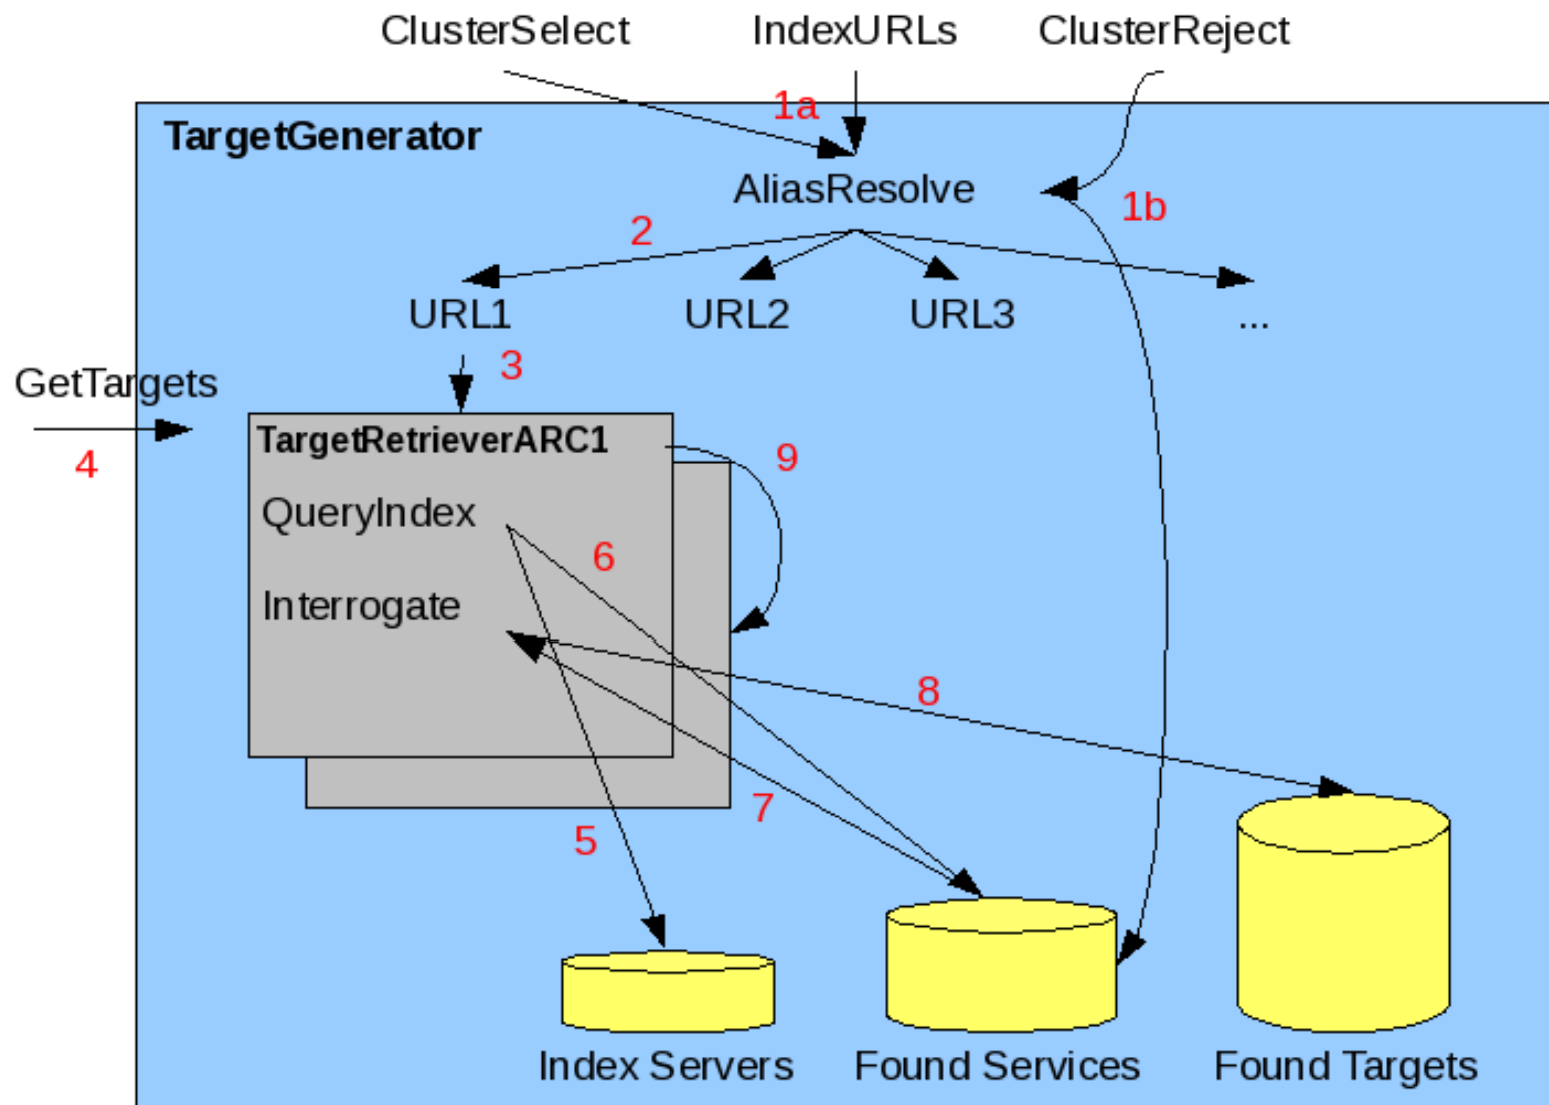 ClusterSelect IndexURLs ClusterReject
1a
TargetGenerator
AliasResolve
1b
2
URL1 URL2 URL3 ...
3
GetTargets
4
TargetRetrieverARC1
9
QueryIndex
6
Interrogate
8
7
5
Index Servers Found Services Found Targets